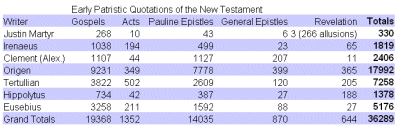 Early Patristic Quotations of the New Testament
Writer Gospels Acts Pauline Epistles General Epistles Revelation Totals
Justin Martyr 268 10 43 6 3 (266 allusions) 330
Irenaeus 1038 194 499 23 65 1819
Clement (Alex.) 1107 44 1127 207 11 2406
Origen 9231 349 7778 399 365 17992
Tertullian 3822 502 2609 120 205 7258
Hippolytus 734 42 387 27 188 1378
Eusebius 3258 211 1592 88 27 5176
Grand Totals 19368 1352 14035 870 644 36289